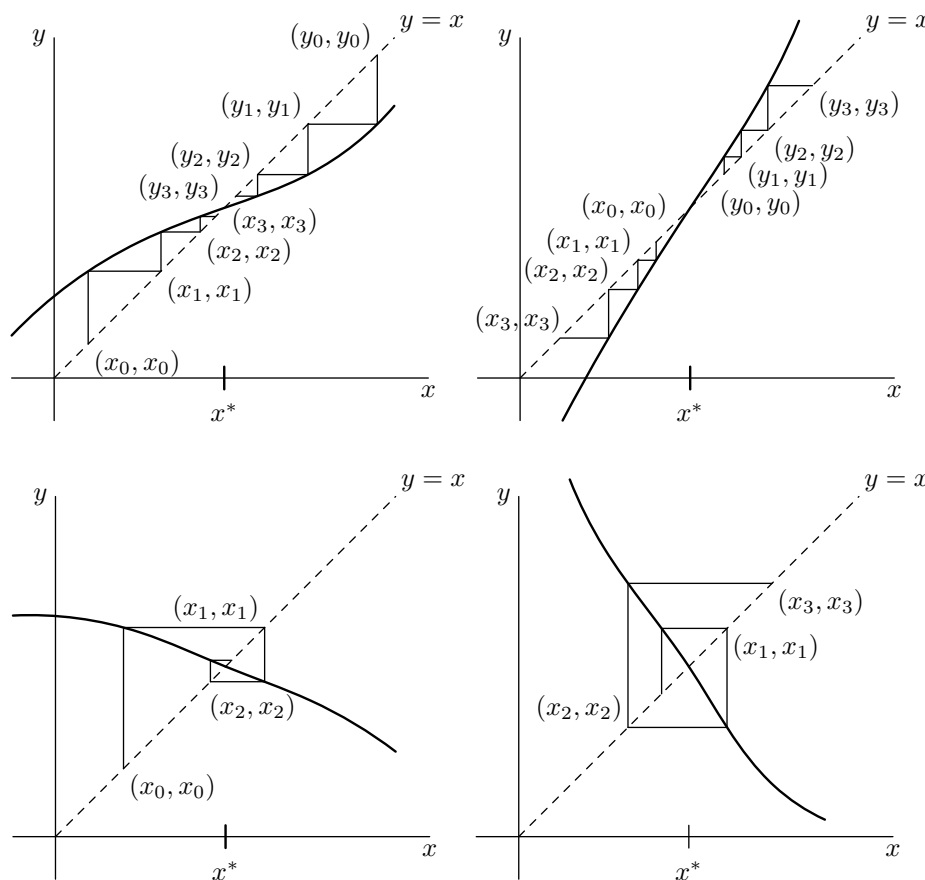 y
y = x
(y₀, y₀)
(y₁, y₁)
(y₂, y₂)
(y₃, y₃)
(x₃, x₃)
(x₂, x₂)
(x₁, x₁)
(x₀, x₀)
x
x*
y
y = x
(y₃, y₃)
(y₂, y₂)
(y₁, y₁)
(y₀, y₀)
(x₀, x₀)
(x₁, x₁)
(x₂, x₂)
(x₃, x₃)
x
x*
y
y = x
(x₁, x₁)
(x₂, x₂)
(x₀, x₀)
x
x*
y
y = x
(x₃, x₃)
(x₁, x₁)
(x₂, x₂)
x
x*